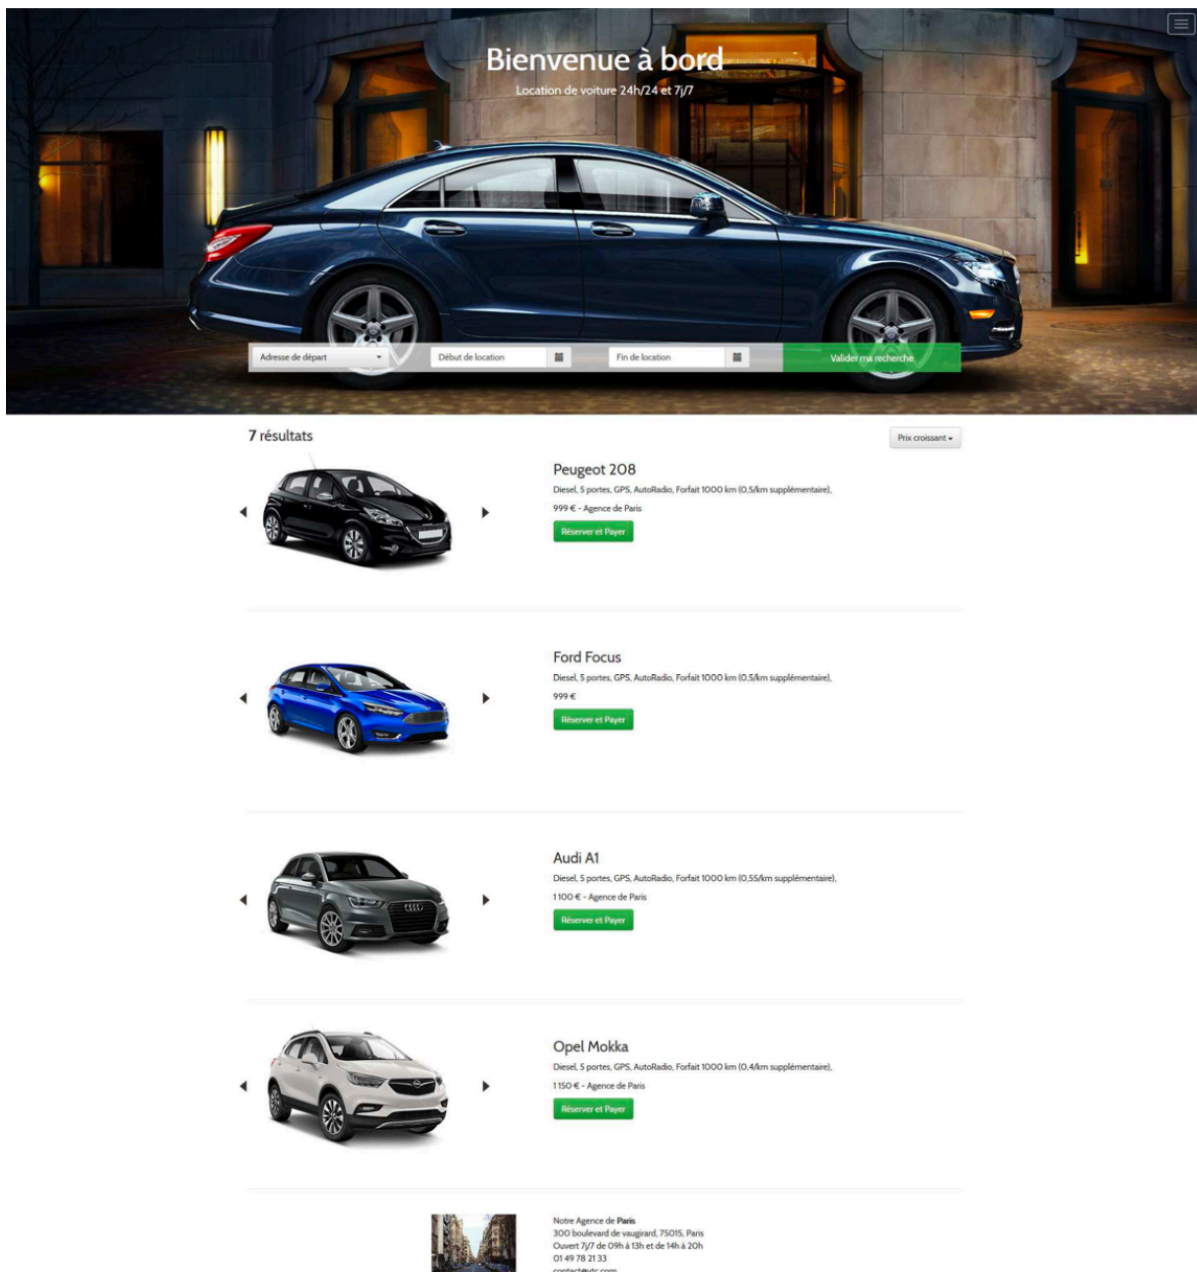 Bienvenue à bord
Location de voiture 24h/24 et 7j/7
Adresse de départ
Début de location
Fin de location
Valider ma recherche
7 résultats
Prix croissant
Peugeot 208
Diesel, 5 portes, GPS, AutoRadio, Forfait 1000 km (0,5/km supplémentaire),
999 € - Agence de Paris
Réserver et Payer
Ford Focus
Diesel, 5 portes, GPS, AutoRadio, Forfait 1000 km (0,5/km supplémentaire),
999 €
Réserver et Payer
Audi A1
Diesel, 5 portes, GPS, AutoRadio, Forfait 1000 km (0,55/km supplémentaire),
1 100 € - Agence de Paris
Réserver et Payer
Opel Mokka
Diesel, 5 portes, GPS, AutoRadio, Forfait 1000 km (0,4/km supplémentaire),
1 150 € - Agence de Paris
Réserver et Payer
Notre Agence de Paris
300 boulevard de vaugirard, 75015, Paris
Ouvert 7j/7 de 09h à 13h et de 14h à 20h
01 49 78 21 33